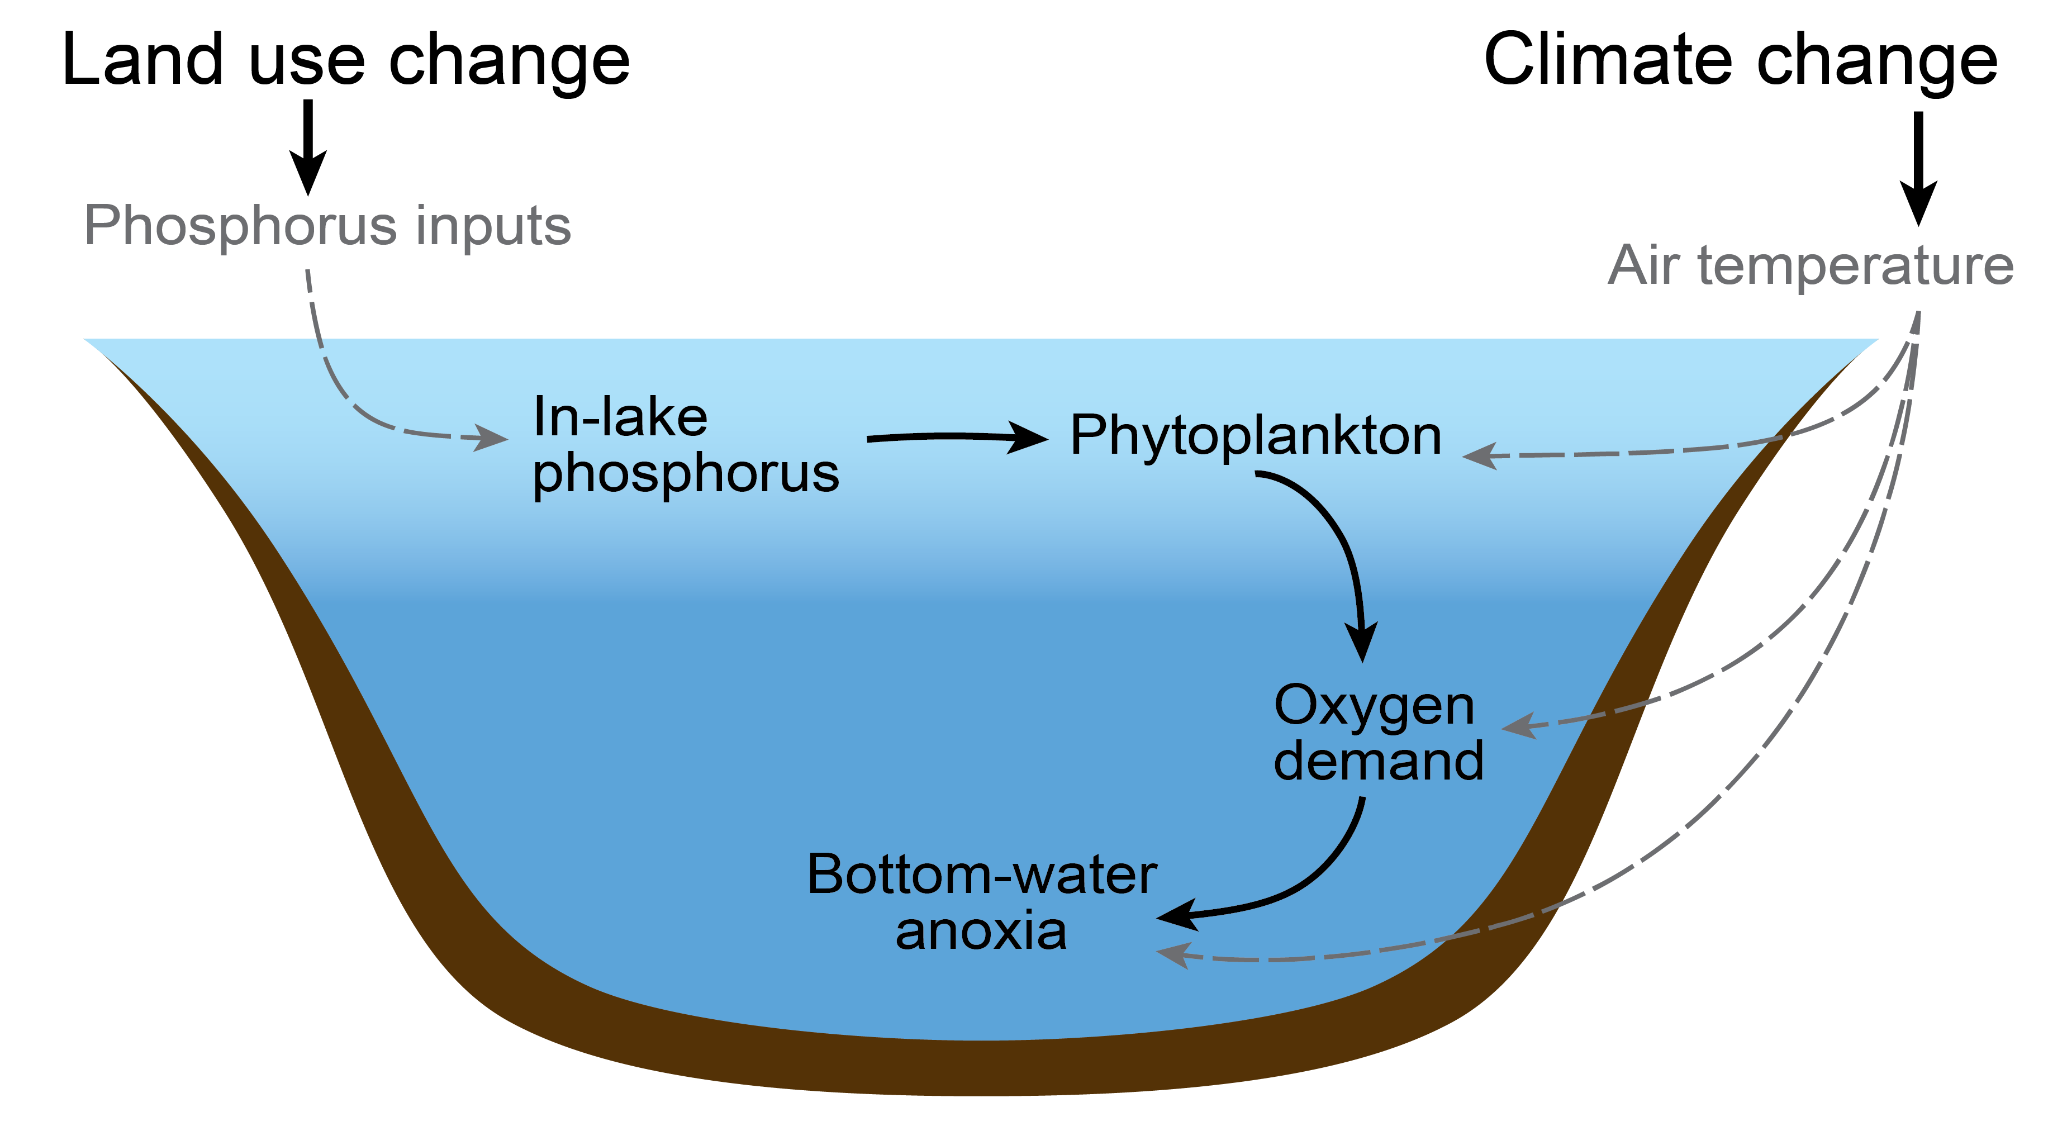 Land use change
Climate change
Phosphorus inputs
Air temperature
In-lake
phosphorus
Phytoplankton
Oxygen
demand
Bottom-water
anoxia